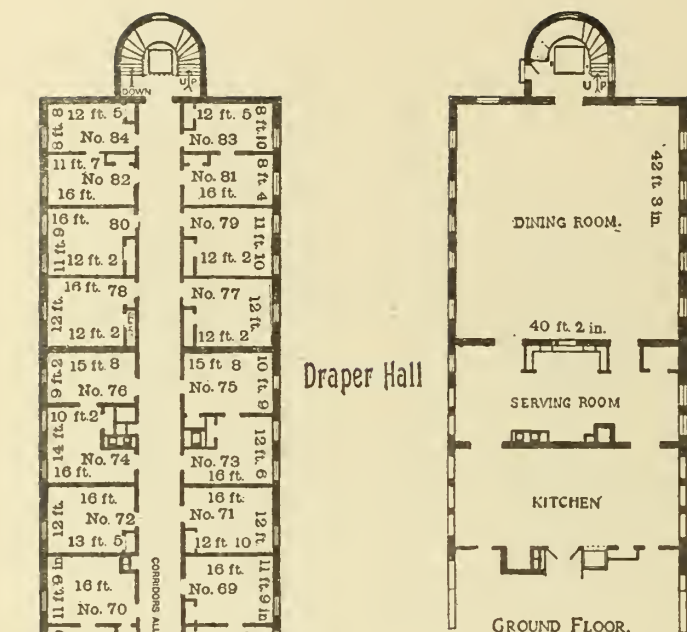 DOWN
UP
12 ft. 5
8 ft. 8
No. 84
12 ft. 5
8 ft. 10
No. 83
11 ft. 7
No 82
16 ft.
No. 81
8 ft. 4
16 ft.
16 ft.
80
11 ft. 9
12 ft. 2
No, 79
11 ft. 10
12 ft. 2
16 ft.
78
12 ft.
12 ft. 2
No. 77
12 ft.
12 ft. 2
15 ft. 8
9 ft. 2
No. 76
15 ft 8
No. 75
10 ft. 9
10 ft.2
14 ft.
No. 74
16 ft.
12 ft. 6
No. 73
16 ft.
16 ft.
No. 72
12 ft.
13 ft. 5
16 ft.
No. 71
12 ft.
12 ft. 10
11 ft. 9 in
16 ft.
No. 70
16 ft.
No. 69
11 ft. 9 in
CORRIDORS ALL
Draper Hall
UP
42 ft 3 in.
DINING ROOM.
40 ft. 2 in.
SERVING ROOM
KITCHEN
GROUND FLOOR.